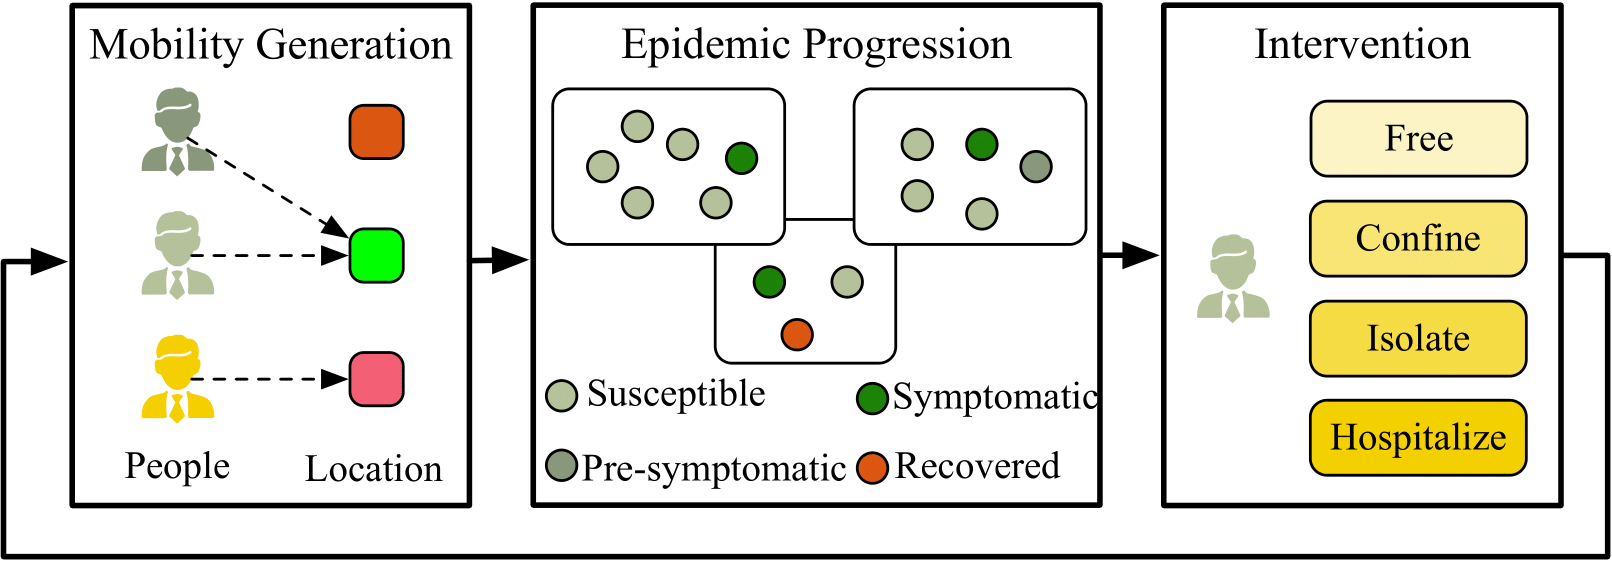 Mobility Generation
People
Location
Epidemic Progression
Susceptible
Symptomatic
Pre-symptomatic
Recovered
Intervention
Free
Confine
Isolate
Hospitalize